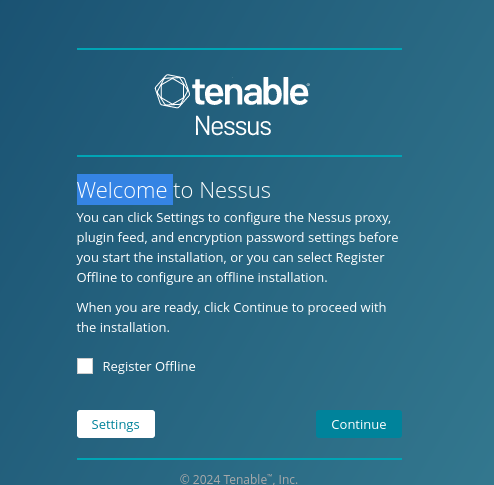 tenable®
Nessus
Welcome to Nessus
You can click Settings to configure the Nessus proxy,
plugin feed, and encryption password settings before
you start the installation, or you can select Register
Offline to configure an offline installation.
When you are ready, click Continue to proceed with
the installation.
Register Offline
Settings
Continue
© 2024 Tenable™, Inc.